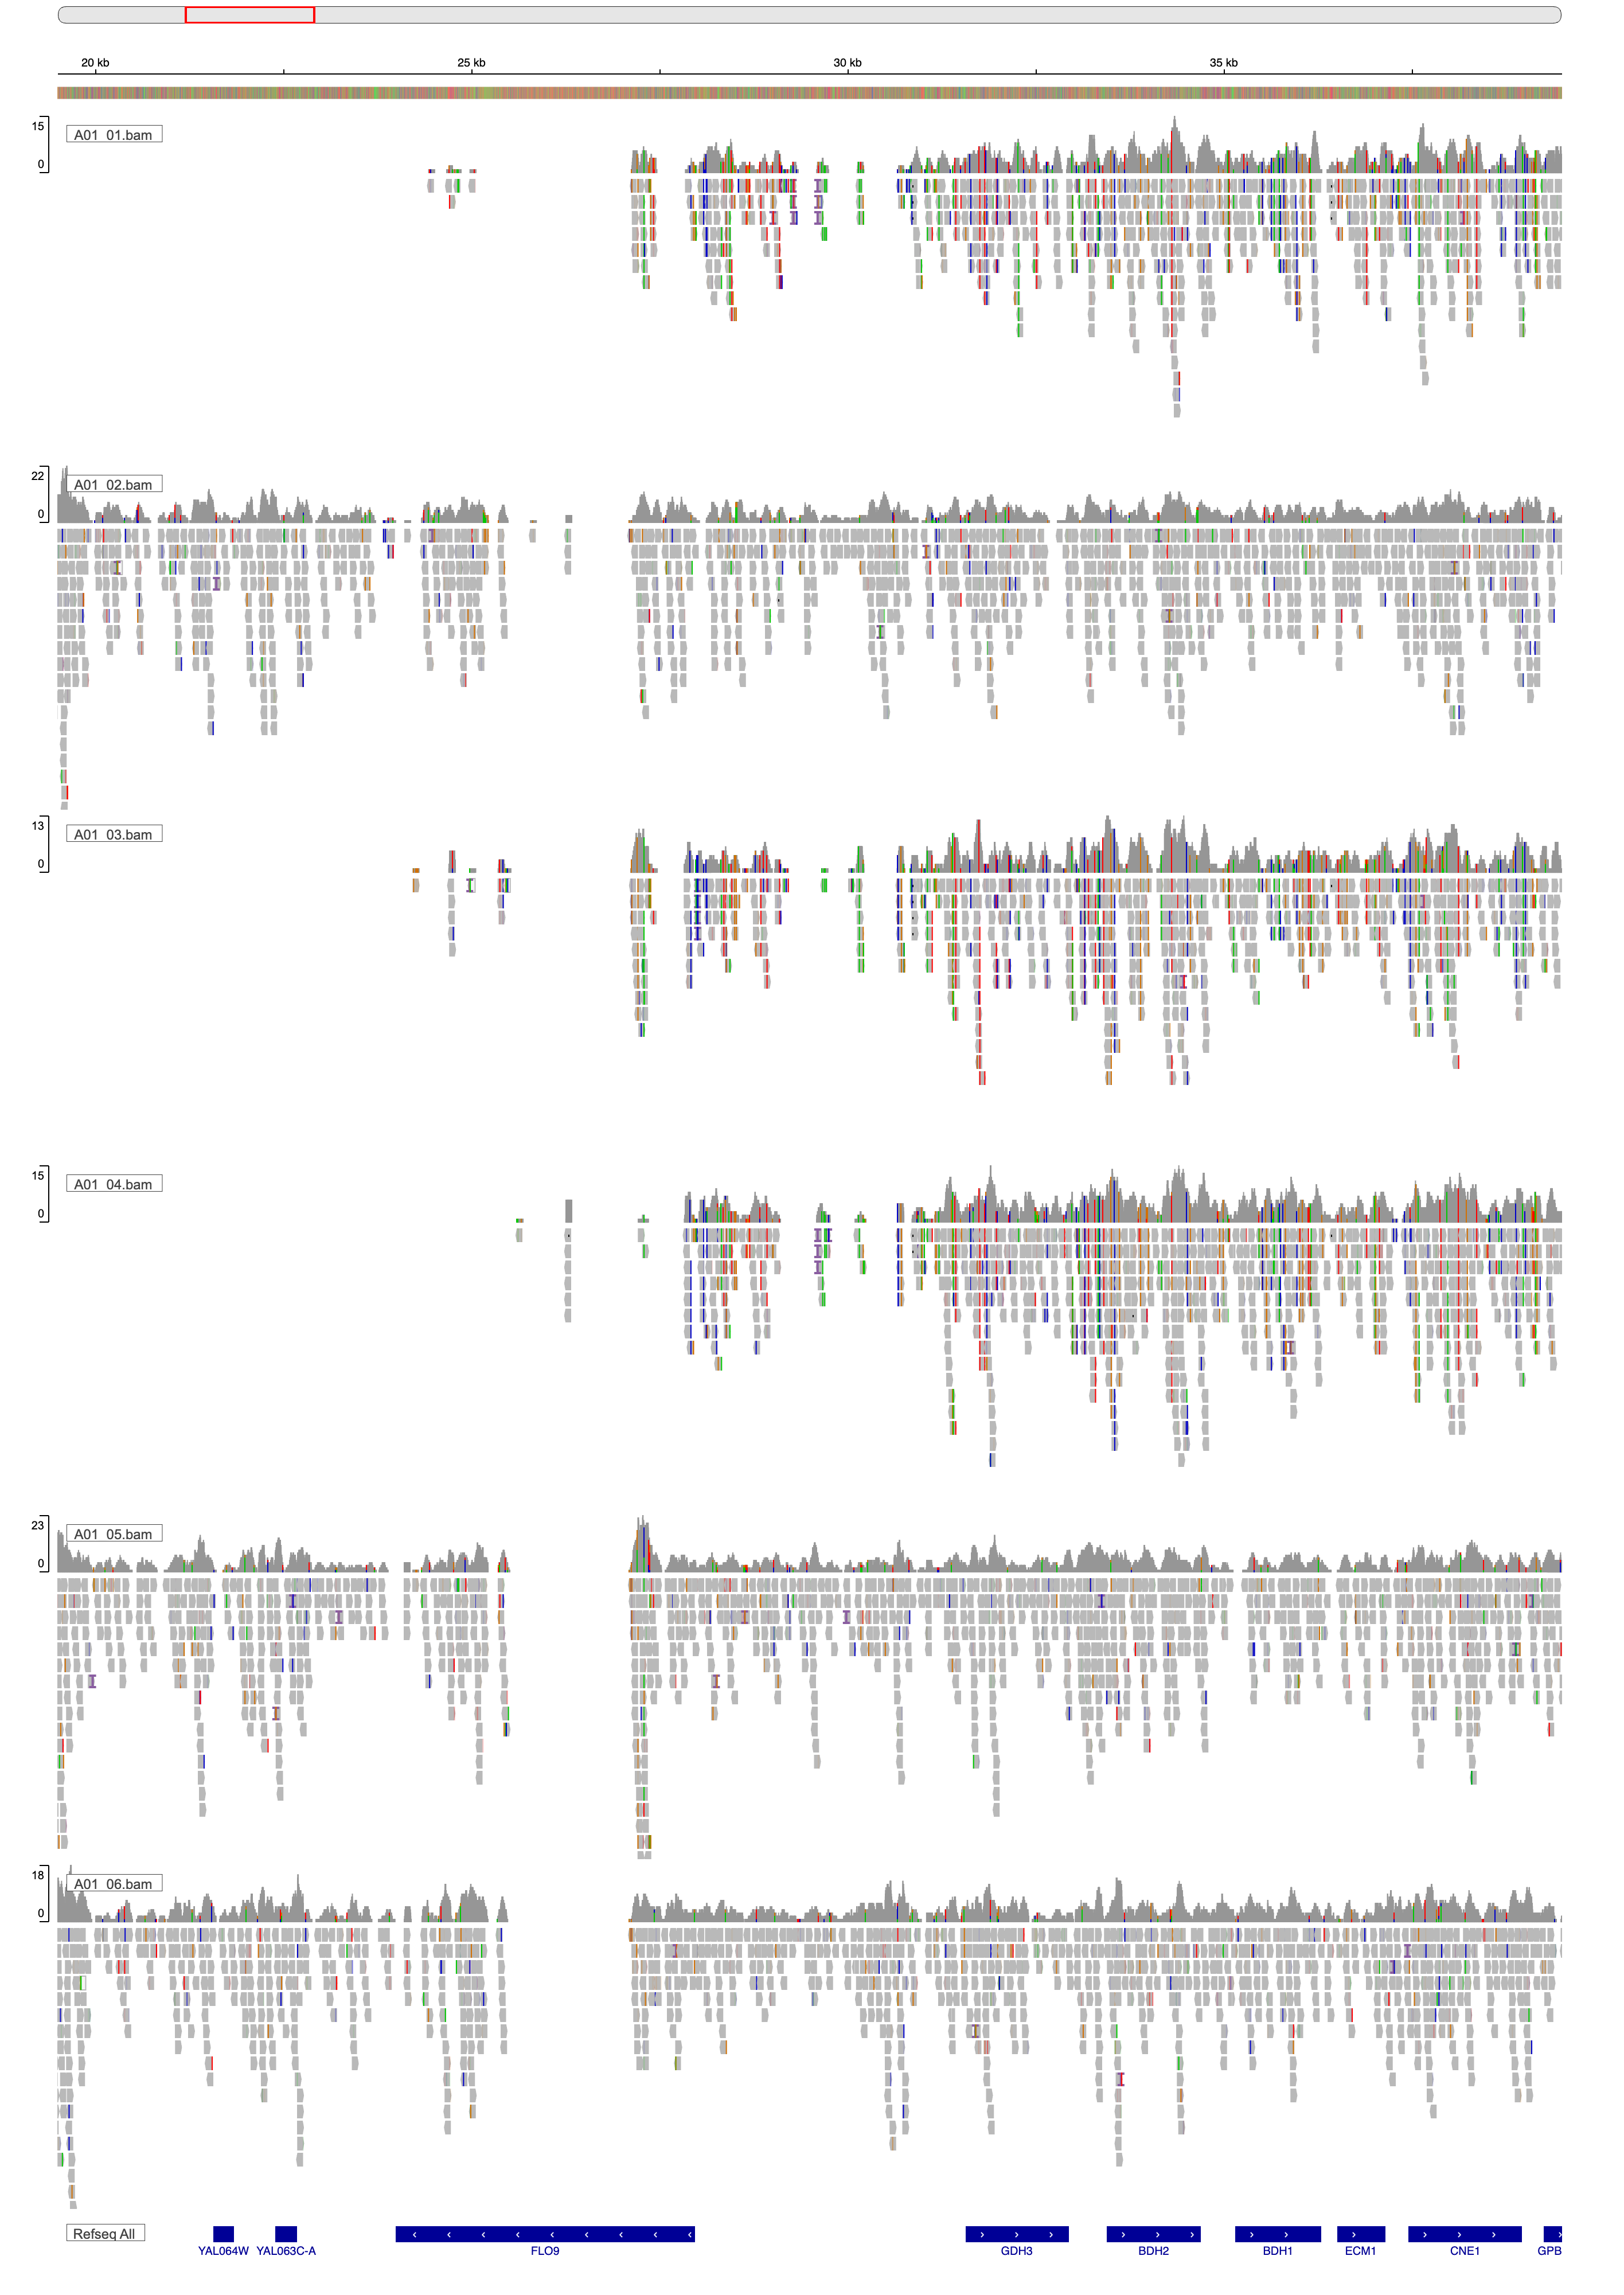 20 kb 25 kb 30 kb 35 kb
15
A01_01.bam
0
22
A01_02.bam
0
13
A01_03.bam
0
15
A01_04.bam
0
23
A01_05.bam
0
18
A01_06.bam
0
Refseq All
YAL064W YAL063C-A FLO9 GDH3 BDH2 BDH1 ECM1 CNE1 GPB